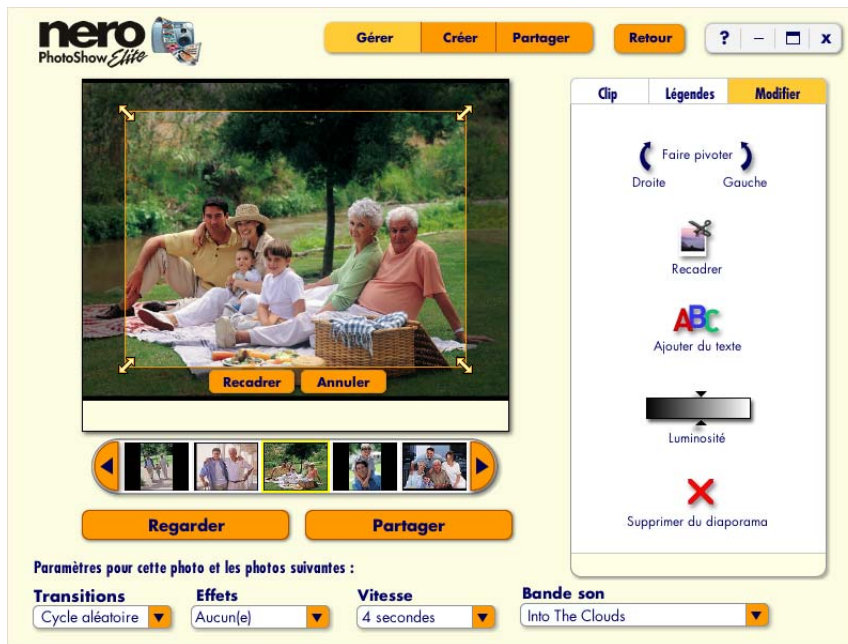 nero
PhotoShow Elite
Gérer Créer Partager Retour ? – x
Clip Légendes Modifier
Faire pivoter
Droite Gauche
Recadrer
ABC
Ajouter du texte
Luminosité
Supprimer du diaporama
Recadrer Annuler
Regarder Partager
Paramètres pour cette photo et les photos suivantes :
Transitions Effets Vitesse Bande son
Cycle aléatoire Aucun(e) 4 secondes Into The Clouds